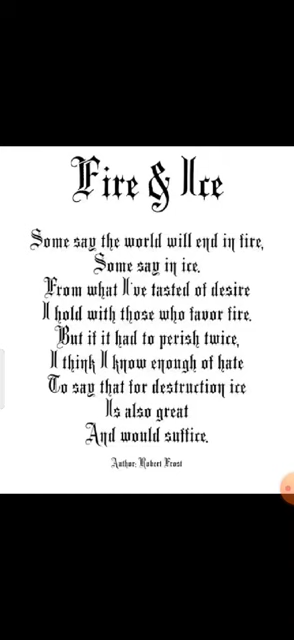 Fire & Ice
Some say the world will end in fire,
Some say in ice.
From what I've tasted of desire
I hold with those who favor fire.
But if it had to perish twice,
I think I know enough of hate
To say that for destruction ice
Is also great
And would suffice.
Author: Robert Frost